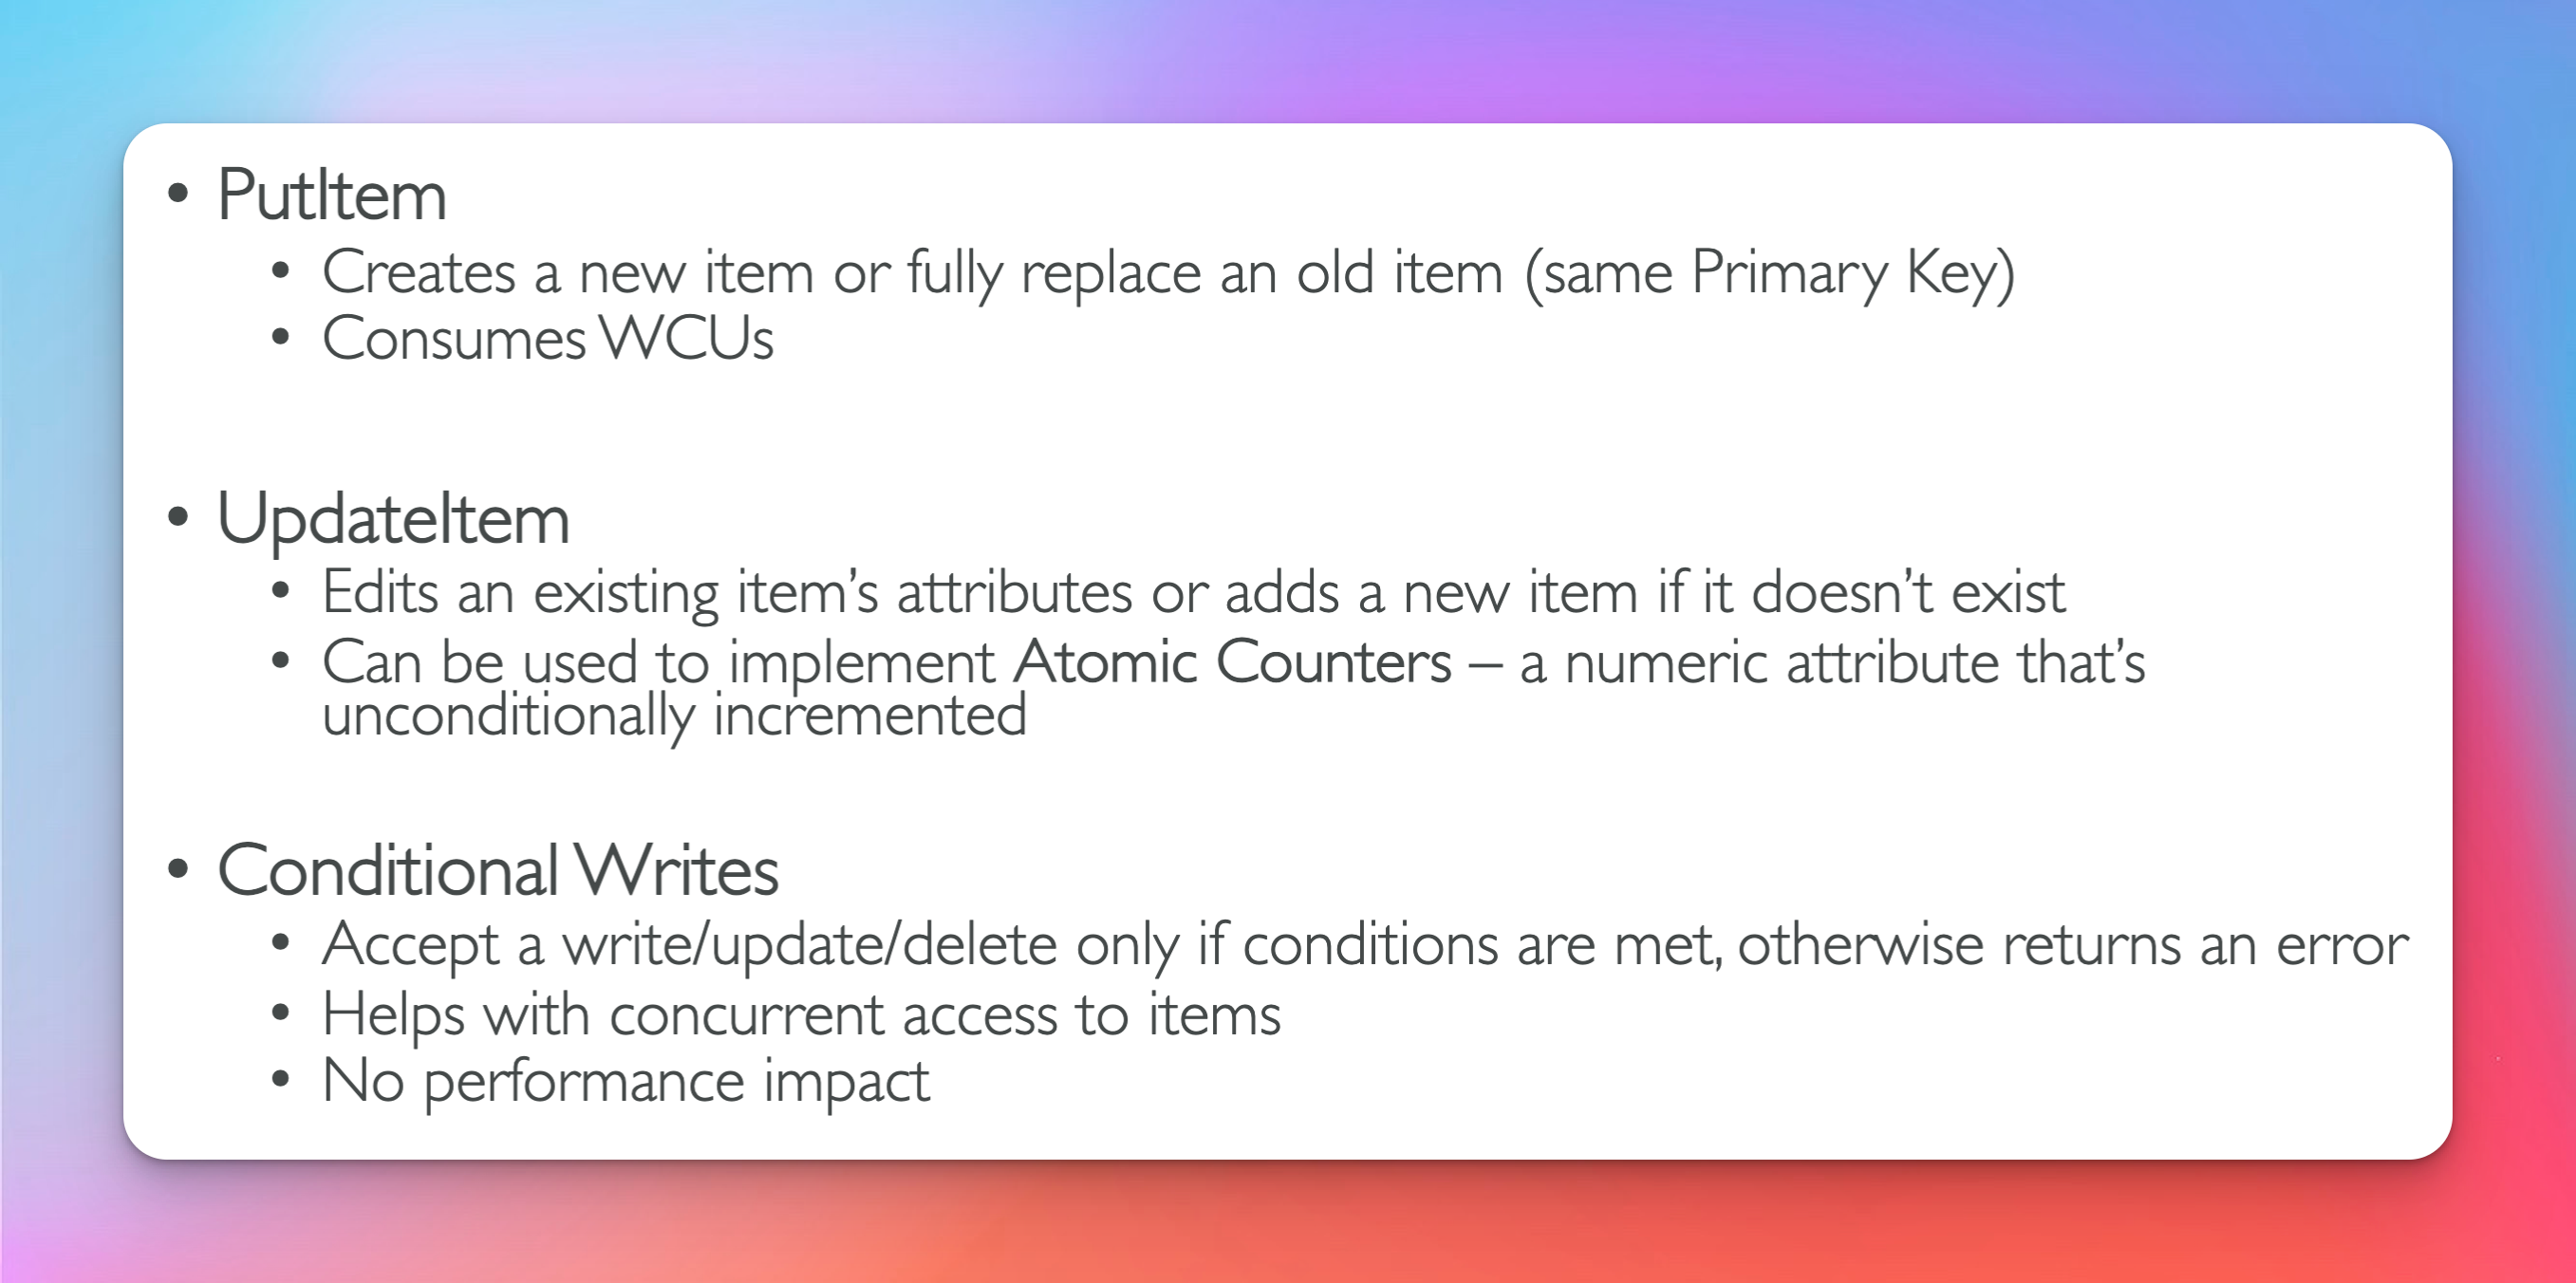 • PutItem
• Creates a new item or fully replace an old item (same Primary Key)
• Consumes WCUs
• UpdateItem
• Edits an existing item’s attributes or adds a new item if it doesn’t exist
• Can be used to implement Atomic Counters – a numeric attribute that’s
unconditionally incremented
• Conditional Writes
• Accept a write/update/delete only if conditions are met, otherwise returns an error
• Helps with concurrent access to items
• No performance impact